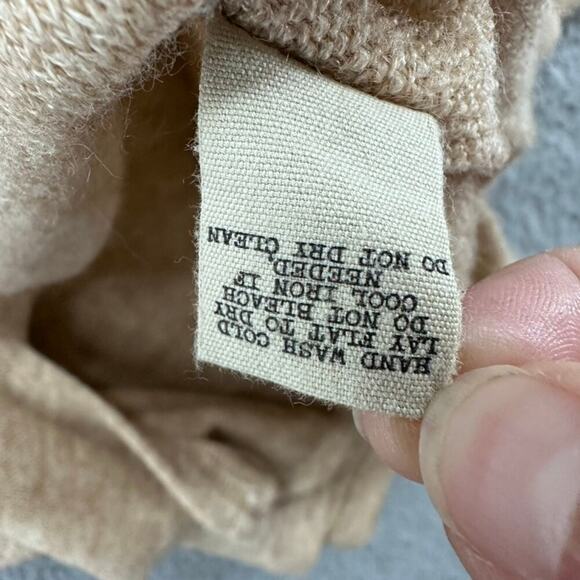 HAND WASH COLD
LAY FLAT TO DRY
DO NOT BLEACH
COOL IRON IF
NEEDED,
DO NOT DRY CLEAN